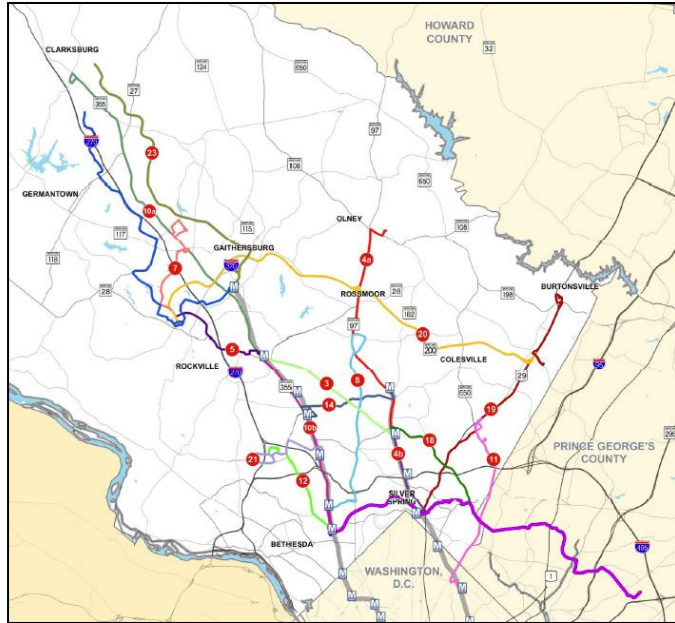 HOWARD
COUNTY
32
CLARKSBURG
124
650
27
355
97
270
23
108
650
GERMANTOWN
10a
OLNEY
117
115
108
GAITHERSBURG
4a
118
7
370
28
ROSSMOOR
28
198
BURTONSVILLE
M
182
97
20
200
COLESVILLE
5
29
95
ROCKVILLE
M
270
3
8
355
M
M
650
14
19
M
10b
M
18
PRINCE GEORGE'S
COUNTY
295
21
M
4b
11
12
SILVER
SPRING
M
M
M
BETHESDA
M
M
495
WASHINGTON,
D.C.
M
M
1
M
M
M
M